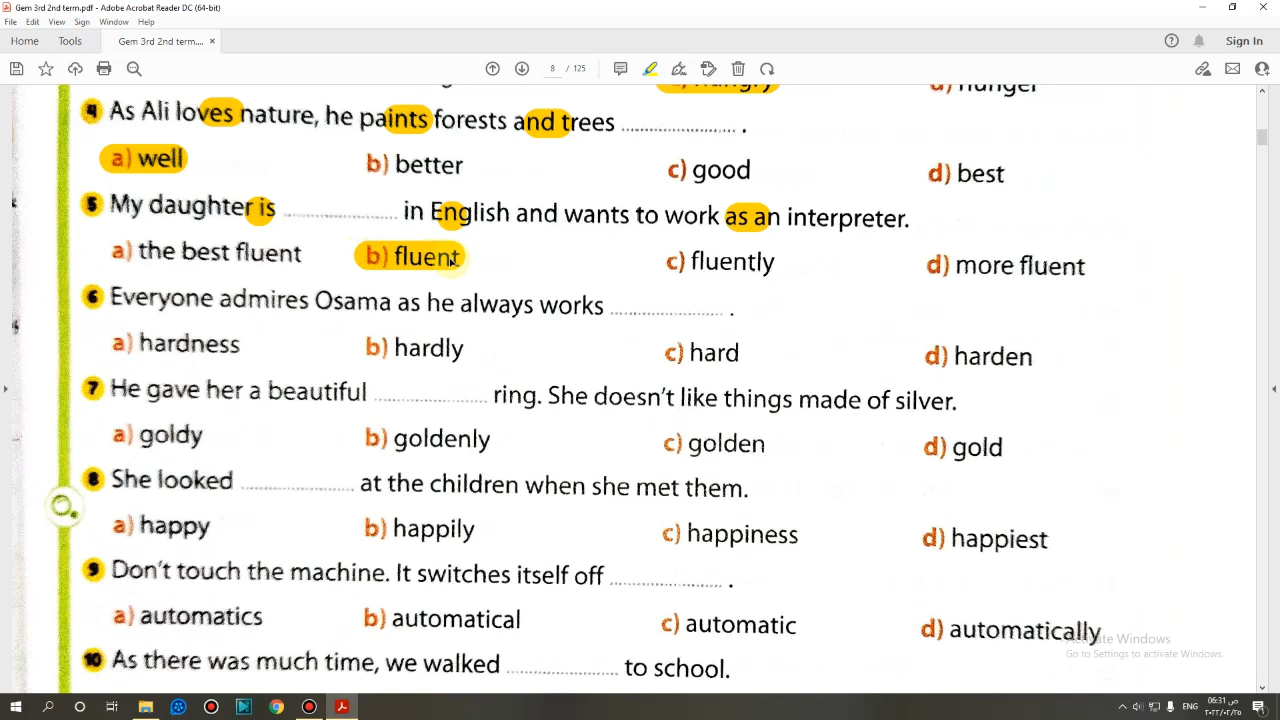 Gem 3rd 2nd term.pdf - Adobe Acrobat Reader DC (64-bit)
File Edit View Sign Window Help
Home Tools Gem 3rd 2nd term.... × Sign In
8 / 125
c) hungry d) hunger
4 As Ali loves nature, he paints forests and trees .................... .
a) well b) better c) good d) best
5 My daughter is .................... in English and wants to work as an interpreter.
a) the best fluent b) fluent c) fluently d) more fluent
6 Everyone admires Osama as he always works .................... .
a) hardness b) hardly c) hard d) harden
7 He gave her a beautiful .................... ring. She doesn't like things made of silver.
a) goldy b) goldenly c) golden d) gold
8 She looked .................... at the children when she met them.
a) happy b) happily c) happiness d) happiest
9 Don't touch the machine. It switches itself off .................... .
a) automatics b) automatical c) automatic d) automatically
Activate Windows
Go to Settings to activate Windows.
10 As there was much time, we walked .................... to school.
ENG 06:31 ص
٢٠٢٢/٠٢/٢٥